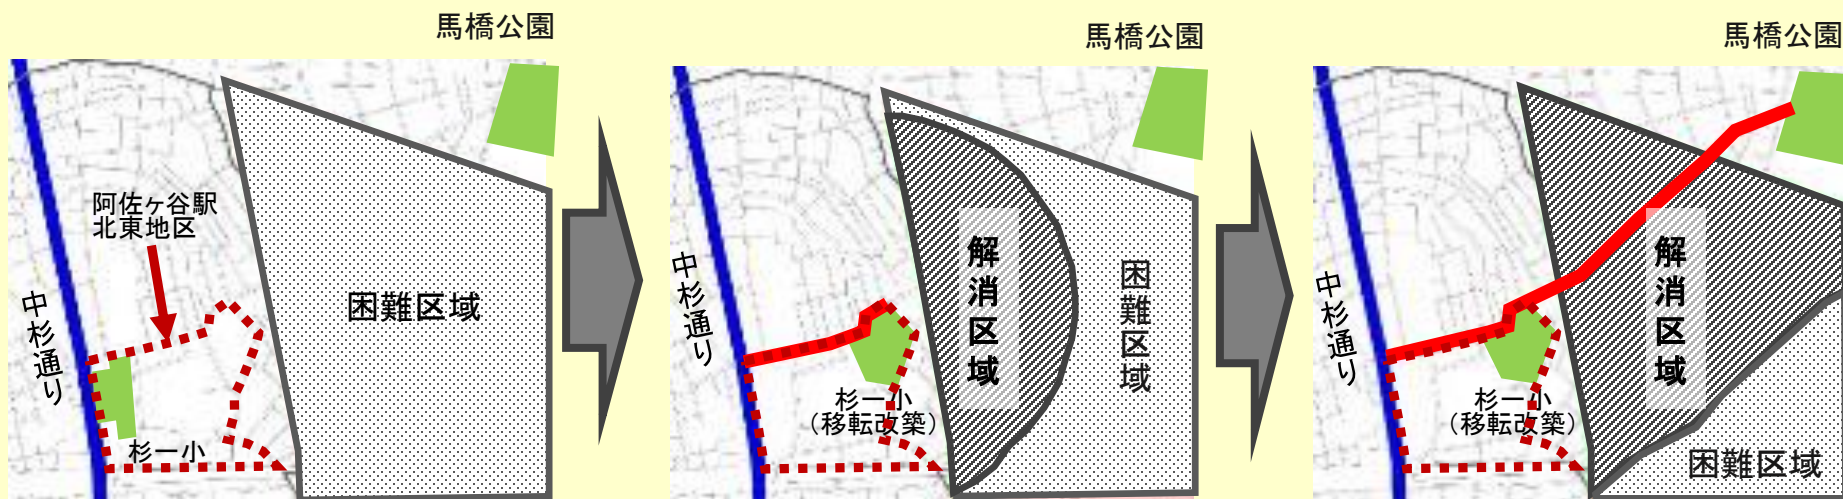 馬橋公園
阿佐ヶ谷駅
北東地区
中杉通り
困難区域
杉一小
馬橋公園
中杉通り
解消区域
困難区域
杉一小
（移転改築）
馬橋公園
中杉通り
解消区域
杉一小
（移転改築）
困難区域